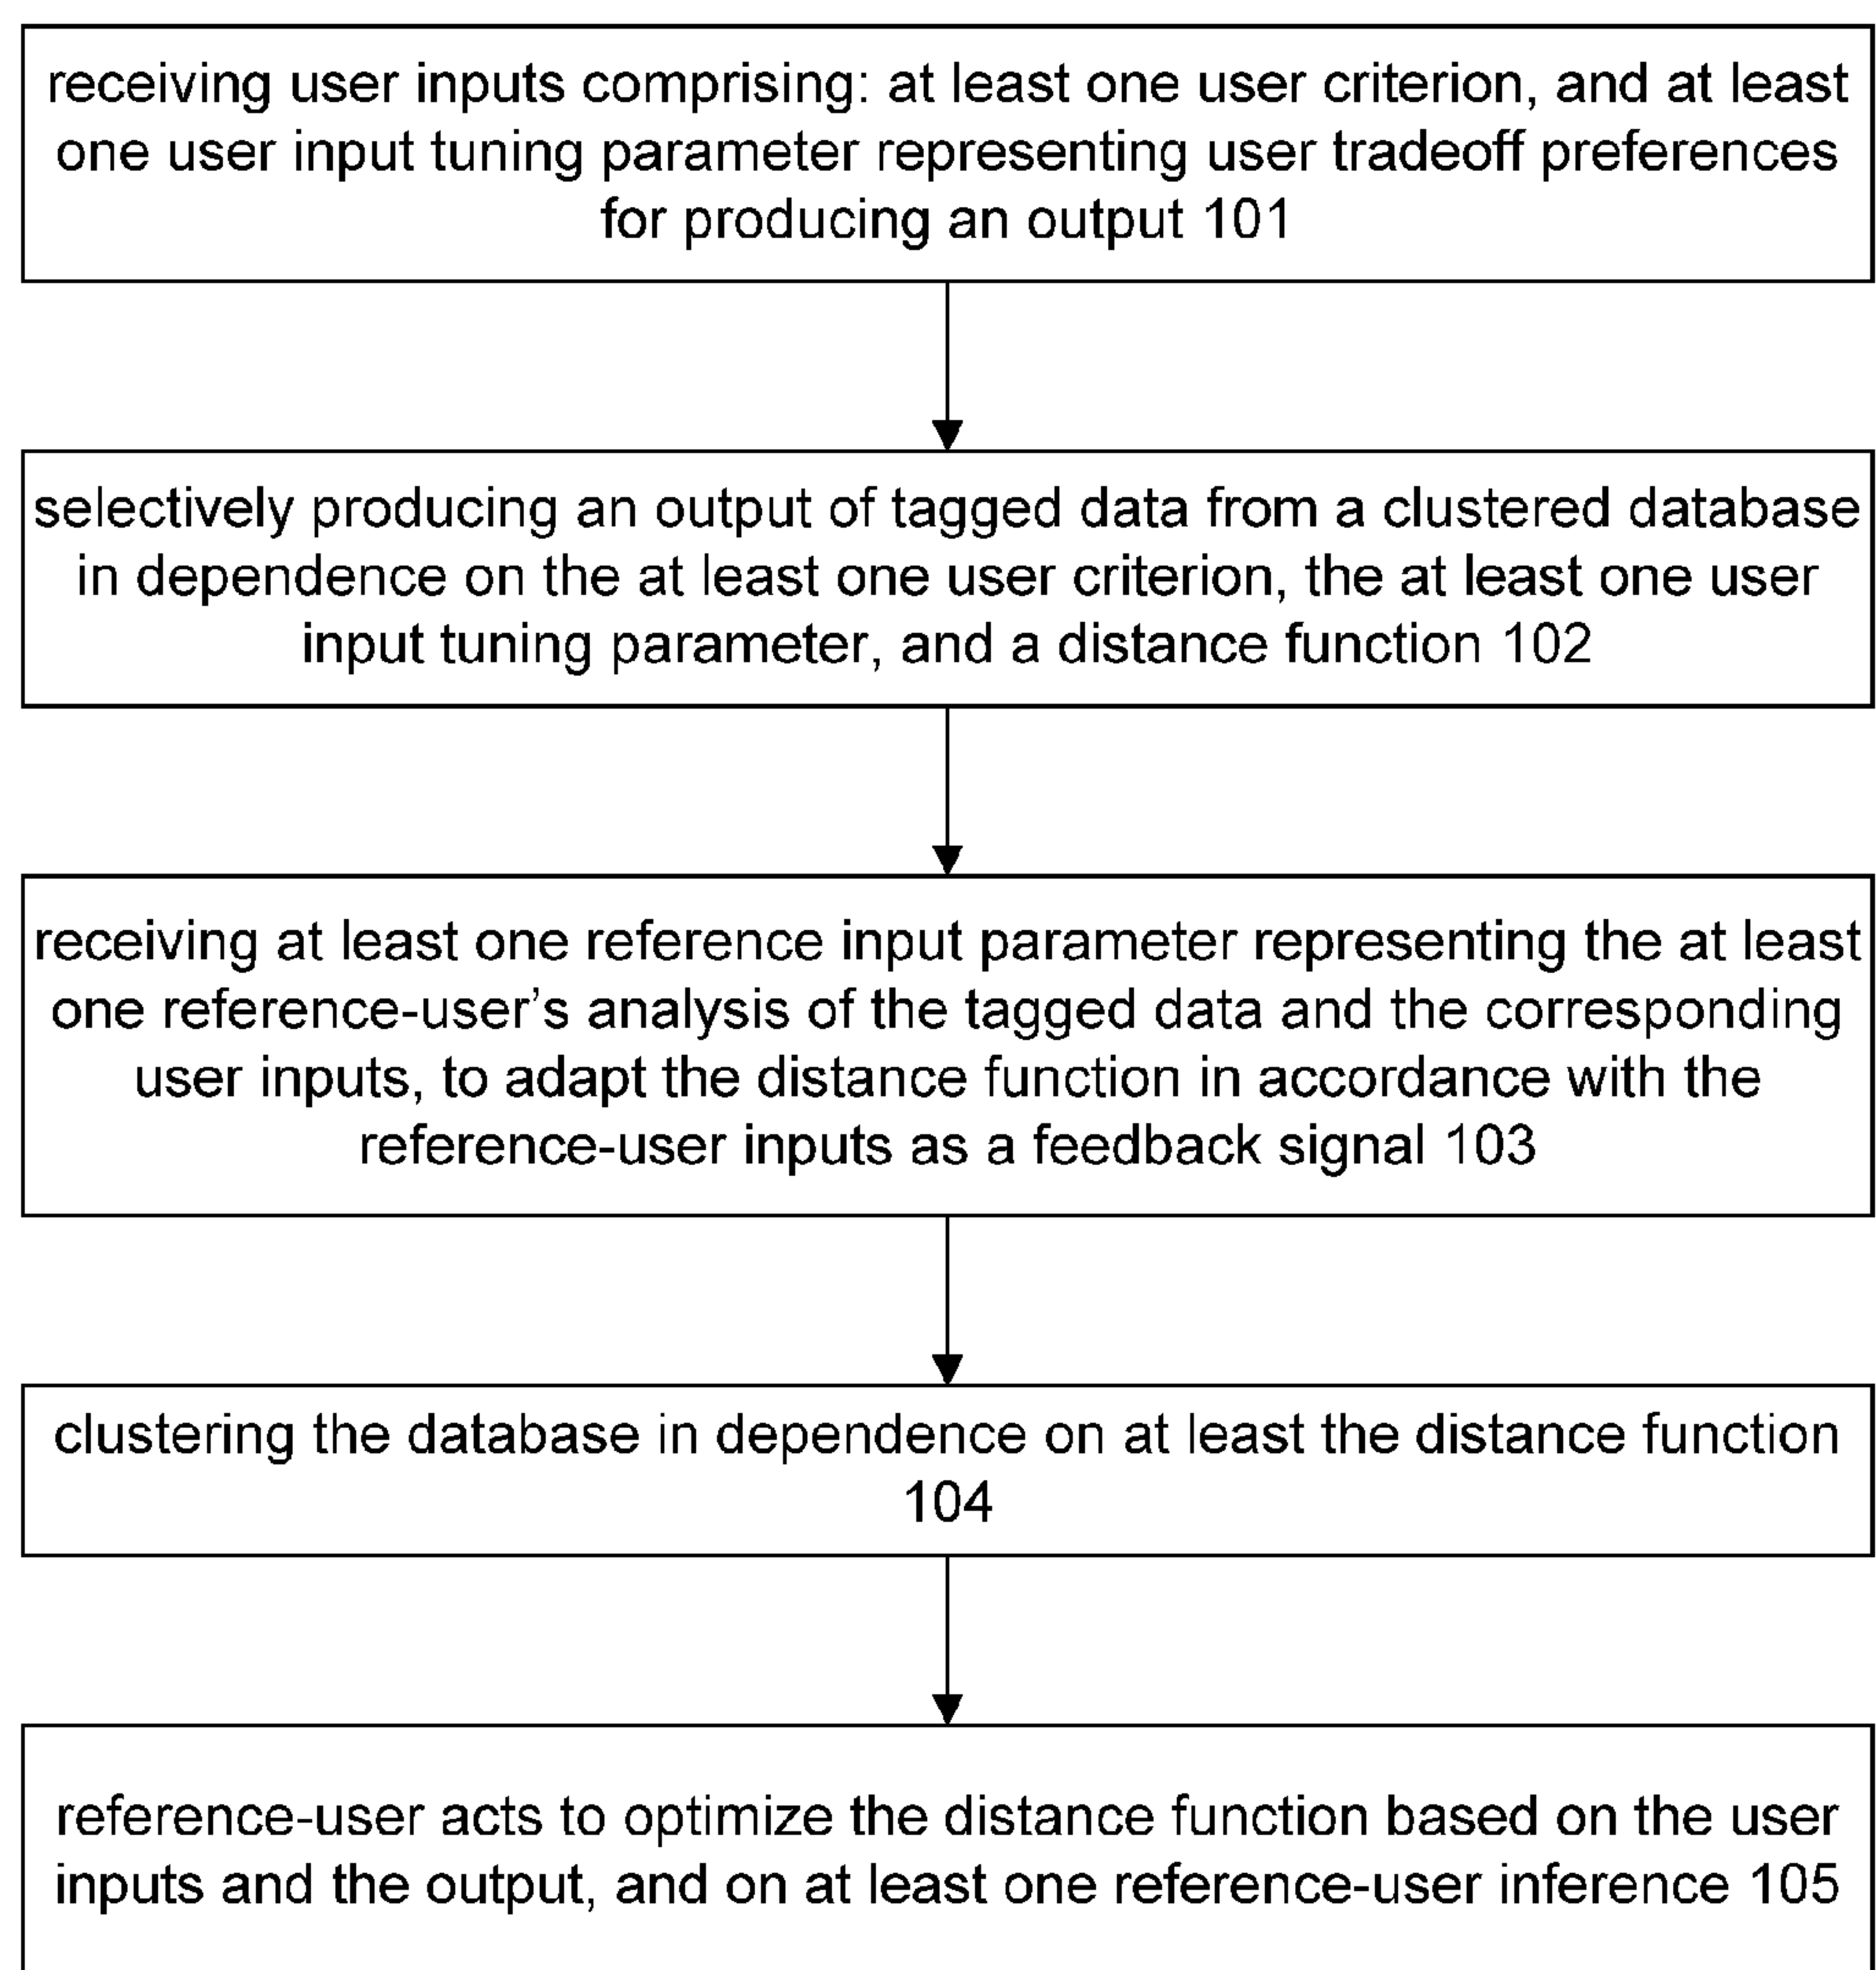 receiving user inputs comprising: at least one user criterion, and at least
one user input tuning parameter representing user tradeoff preferences
for producing an output 101
selectively producing an output of tagged data from a clustered database
in dependence on the at least one user criterion, the at least one user
input tuning parameter, and a distance function 102
receiving at least one reference input parameter representing the at least
one reference-user’s analysis of the tagged data and the corresponding
user inputs, to adapt the distance function in accordance with the
reference-user inputs as a feedback signal 103
clustering the database in dependence on at least the distance function
104
reference-user acts to optimize the distance function based on the user
inputs and the output, and on at least one reference-user inference 105